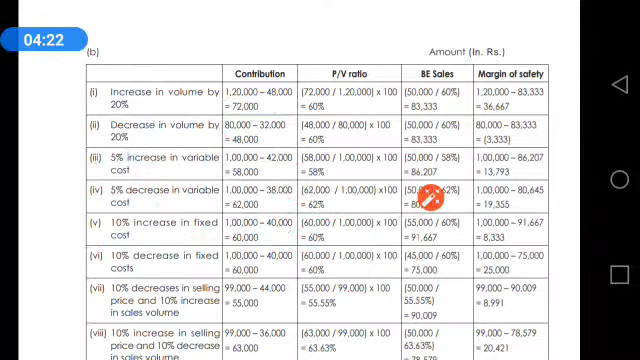 04:22
(b) Amount (in. Rs.)
Contribution P/V ratio BE Sales Margin of safety
(i) Increase in volume by 1,20,000 – 48,000 (72,000 / 1,20,000) x 100 (50,000 / 60%) 1,20,000 – 83,333
20% = 72,000 = 60% = 83,333 = 36,667
(ii) Decrease in volume by 80,000 – 32.000 (48,000 / 80,000) x 100 (50,000 / 60%) 80,000 – 83,333
20% = 48,000 = 60% = 83,333 = (3,333)
(iii) 5% increase in variable 1,00,000 – 42,000 (58,000 / 1,00,000) x 100 (50,000 / 58% 1,00,000 – 86,207
cost = 58,000 = 58% = 86,207 = 13,793
(iv) 5% decrease in variable 1,00,000 – 38,000 (62,000 / 1,00,000) x100 62%) 1,00,000 – 80,645
cost = 62,000 = 62% = 19,355
(v) 10% increase in fixed 1,00,000 – 40,000 (60,000 / 1,00,000) x 100 (55,000 / 60%) 1,00,000 – 91,667
cost = 60,000 = 60% = 91,667 = 8,333
(vi) 10% decrease in fixed 1,00,000 – 40,000 (60,000 / 1,00,000) x 100 (45,000 / 60%) 1,00,000 – 75,000
costs = 60,000 = 60% = 75,000 = 25,000
(vii) 10% decreases in selling 99,000 – 44,000 (55,000 / 99,000) x 100 (50,000 / 99,000 – 90,009
price and 10% increase = 55,000 = 55.55% 55.55%) = 8,991
in sales volume = 90,009
(viii) 10% increase in selling 99,000 – 36,000 (63,000 / 99,000) x 100 (50,000 / 99,000 – 78,579
price and 10% decrease = 63,000 = 63.63% 63.63%) = 20,421
in sales volume = 78,579